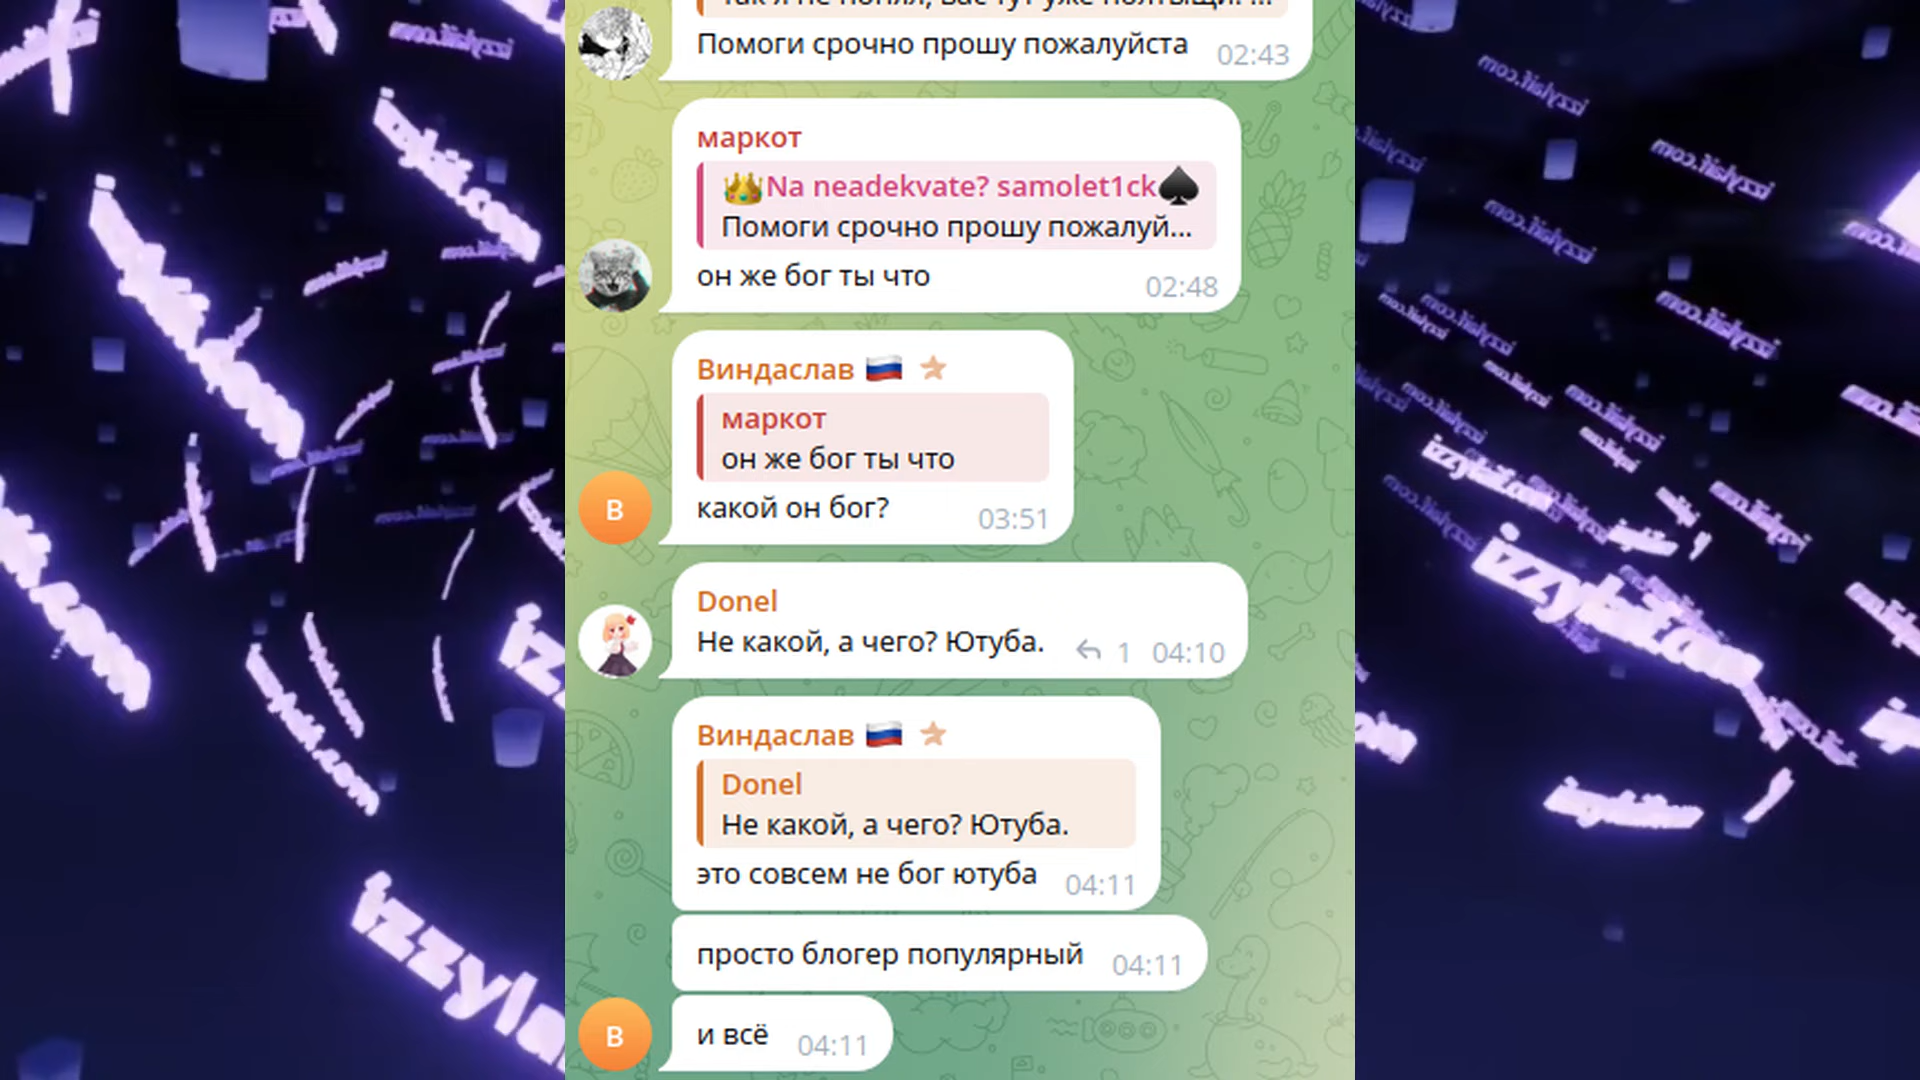 Помоги срочно прошу пожалуйста 02:43
маркот
👑Na neadekvate? samolet1ck♠
Помоги срочно прошу пожалуй...
он же бог ты что 02:48
Виндаслав 🇷🇺
маркот
он же бог ты что
В
какой он бог? 03:51
Donel
Не какой, а чего? Ютуба. 1 04:10
Виндаслав 🇷🇺
Donel
Не какой, а чего? Ютуба.
это совсем не бог ютуба 04:11
просто блогер популярный 04:11
В
и всё 04:11
izzylait.com